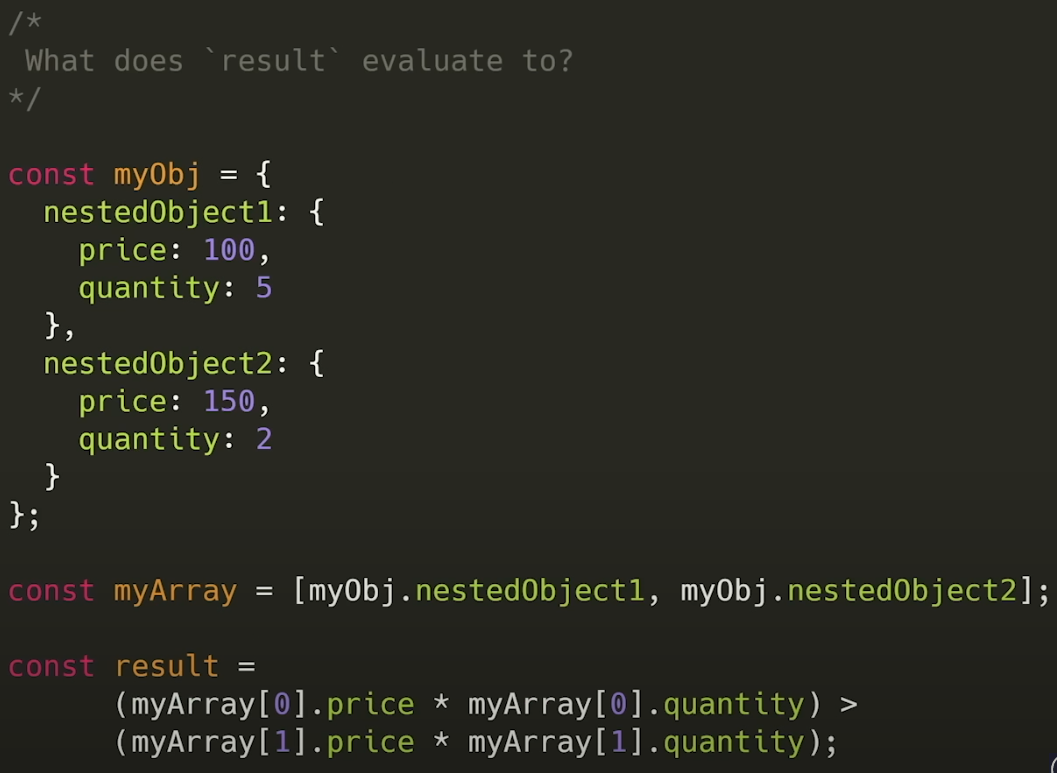 /*
 What does `result` evaluate to?
*/

const myObj = {
  nestedObject1: {
    price: 100,
    quantity: 5
  },
  nestedObject2: {
    price: 150,
    quantity: 2
  }
};

const myArray = [myObj.nestedObject1, myObj.nestedObject2];

const result =
      (myArray[0].price * myArray[0].quantity) >
      (myArray[1].price * myArray[1].quantity);